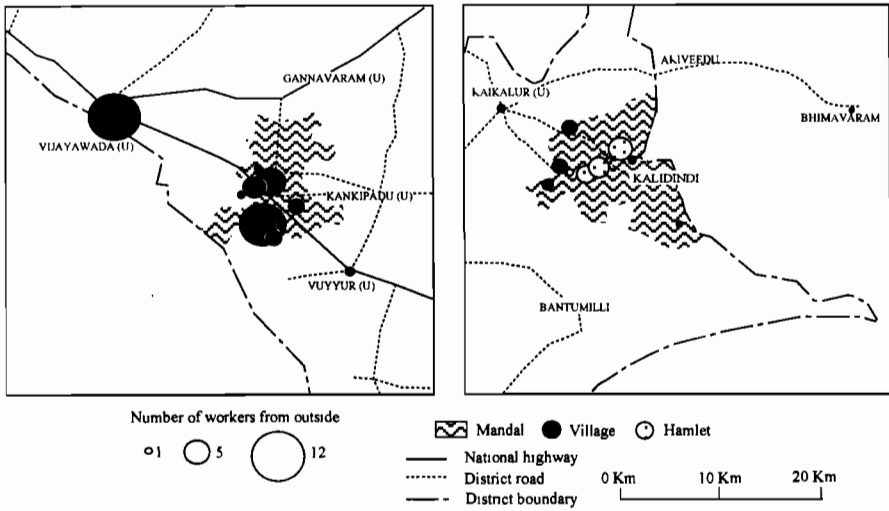 GANNAVARAM (U)
VIJAYAWADA (U)
KANKIPADU (U)
VUYYUR (U)
AKIVEEDU
KAIKALUR (U)
BHIMAVARAM
KALIDINDI
BANTUMILLI
Number of workers from outside
1 5 12
Mandal Village Hamlet
National highway
District road
District boundary
0 Km 10 Km 20 Km